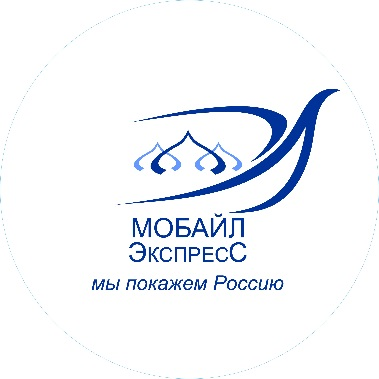 МОБАЙЛ
ЭКСПРЕСС
мы покажем Россию